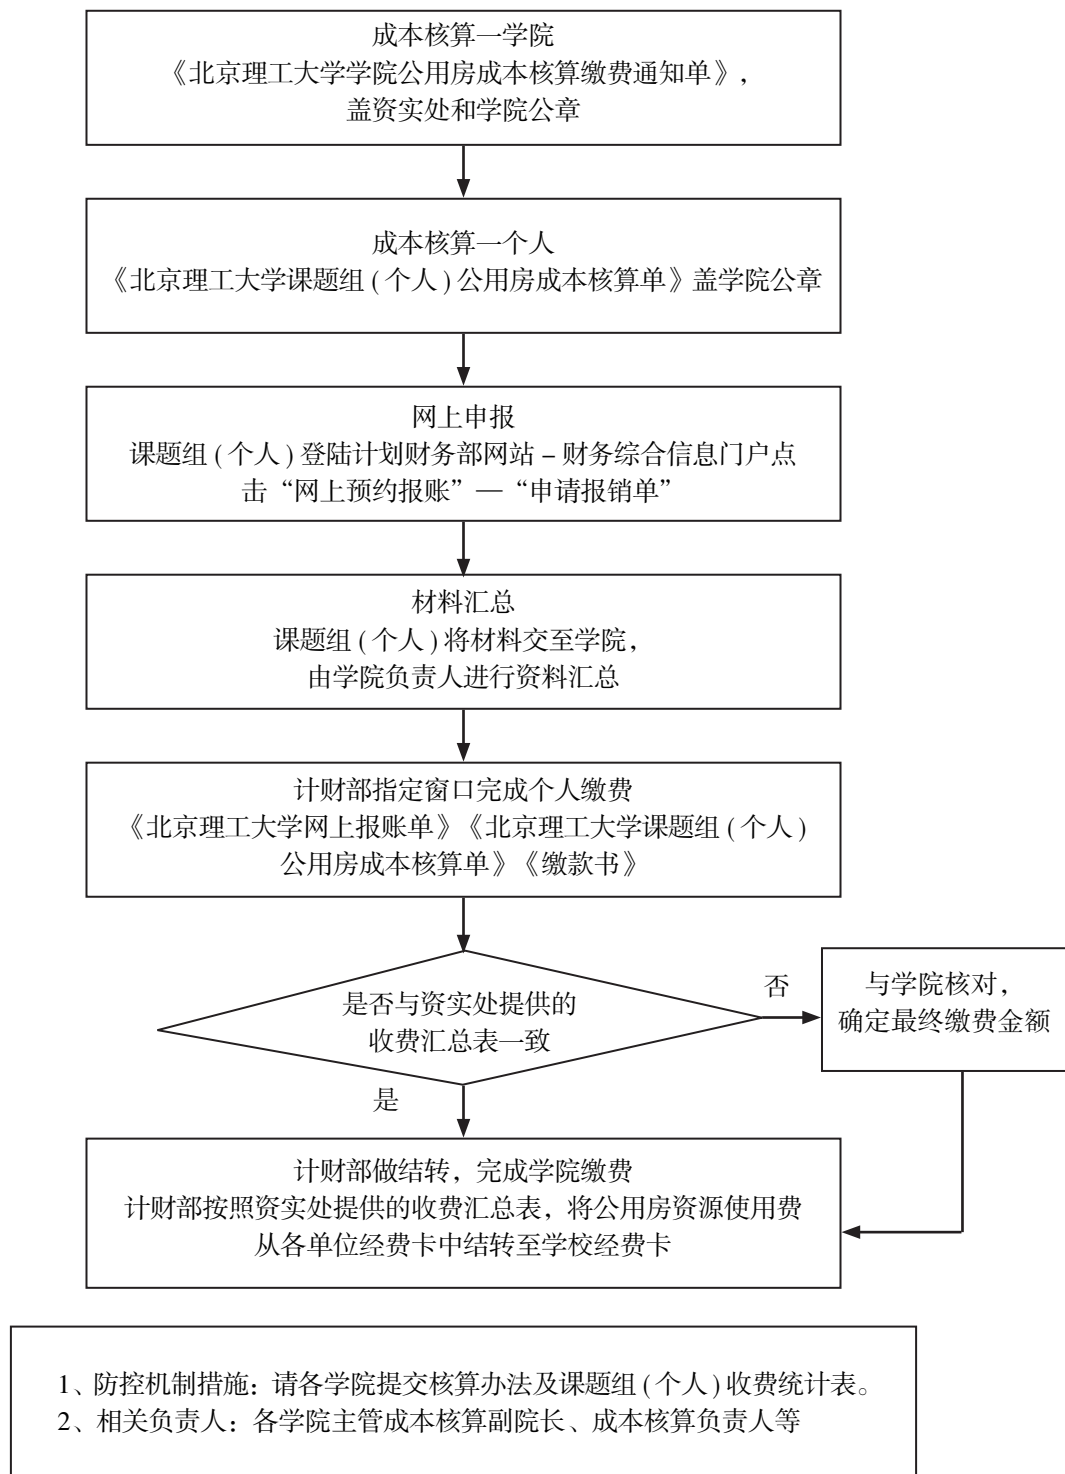 成本核算一学院
《北京理工大学学院公用房成本核算缴费通知单》，
盖资实处和学院公章
成本核算一个人
《北京理工大学课题组(个人)公用房成本核算单》盖学院公章
网上申报
课题组(个人)登陆计划财务部网站–财务综合信息门户点
击“网上预约报账”—“申请报销单”
材料汇总
课题组(个人)将材料交至学院，
由学院负责人进行资料汇总
计财部指定窗口完成个人缴费
《北京理工大学网上报账单》《北京理工大学课题组(个人)
公用房成本核算单》《缴款书》
是否与资实处提供的
收费汇总表一致
否
与学院核对，
确定最终缴费金额
是
计财部做结转，完成学院缴费
计财部按照资实处提供的收费汇总表，将公用房资源使用费
从各单位经费卡中结转至学校经费卡
1、防控机制措施：请各学院提交核算办法及课题组(个人)收费统计表。
2、相关负责人：各学院主管成本核算副院长、成本核算负责人等